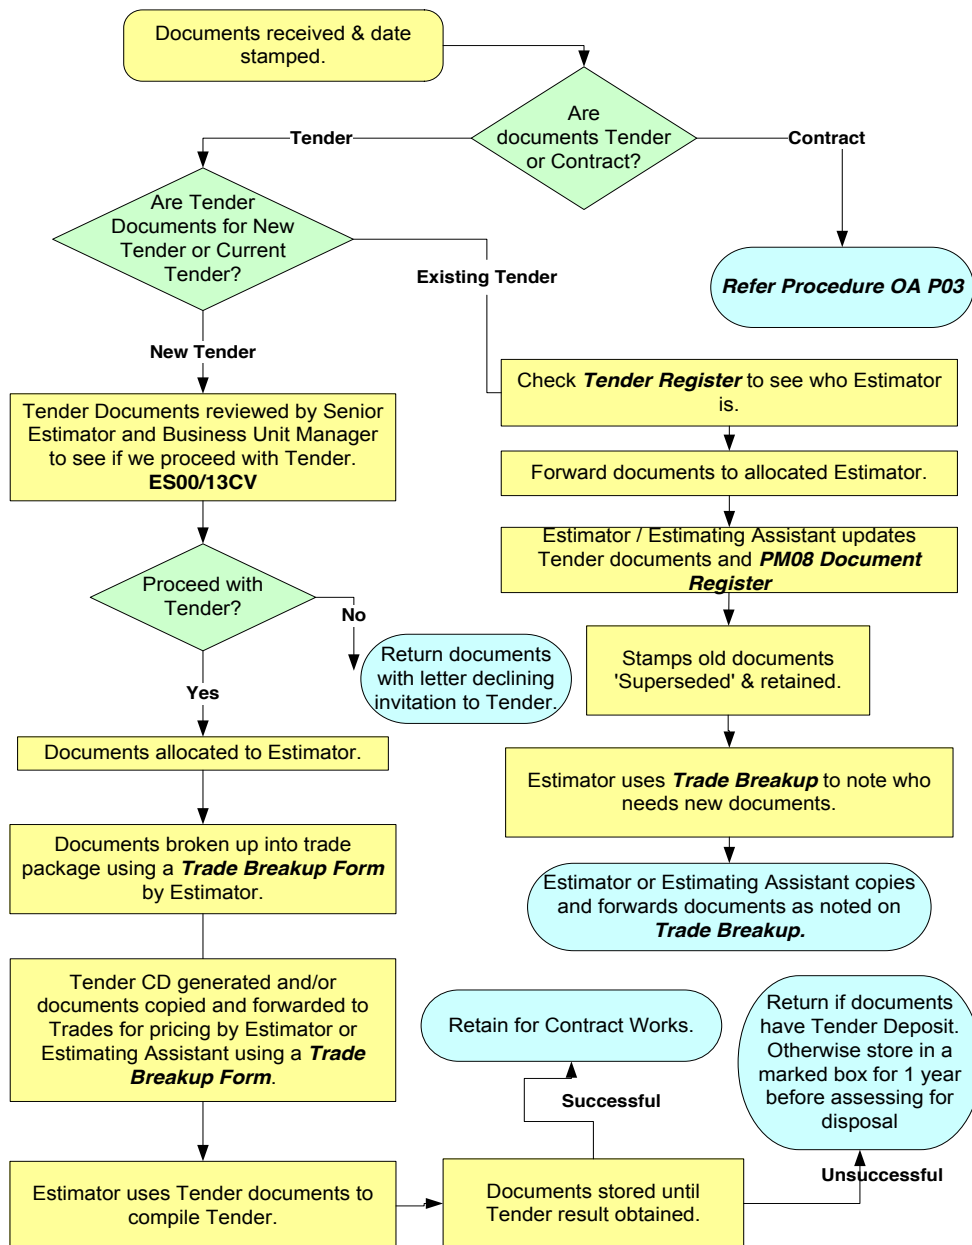 Documents received & date
stamped.
Are
documents Tender
or Contract?
Tender
Contract
Are Tender
Documents for New
Tender or Current
Tender?
Existing Tender
Refer Procedure OA P03
New Tender
Check Tender Register to see who Estimator
is.
Tender Documents reviewed by Senior
Estimator and Business Unit Manager
to see if we proceed with Tender.
ES00/13CV
Forward documents to allocated Estimator.
Estimator / Estimating Assistant updates
Tender documents and PM08 Document
Register
Proceed with
Tender?
No
Return documents
with letter declining
invitation to Tender.
Stamps old documents
'Superseded' & retained.
Yes
Documents allocated to Estimator.
Estimator uses Trade Breakup to note who
needs new documents.
Documents broken up into trade
package using a Trade Breakup Form
by Estimator.
Estimator or Estimating Assistant copies
and forwards documents as noted on
Trade Breakup.
Tender CD generated and/or
documents copied and forwarded to
Trades for pricing by Estimator or
Estimating Assistant using a Trade
Breakup Form.
Retain for Contract Works.
Return if documents
have Tender Deposit.
Otherwise store in a
marked box for 1 year
before assessing for
disposal
Successful
Unsuccessful
Estimator uses Tender documents to
compile Tender.
Documents stored until
Tender result obtained.